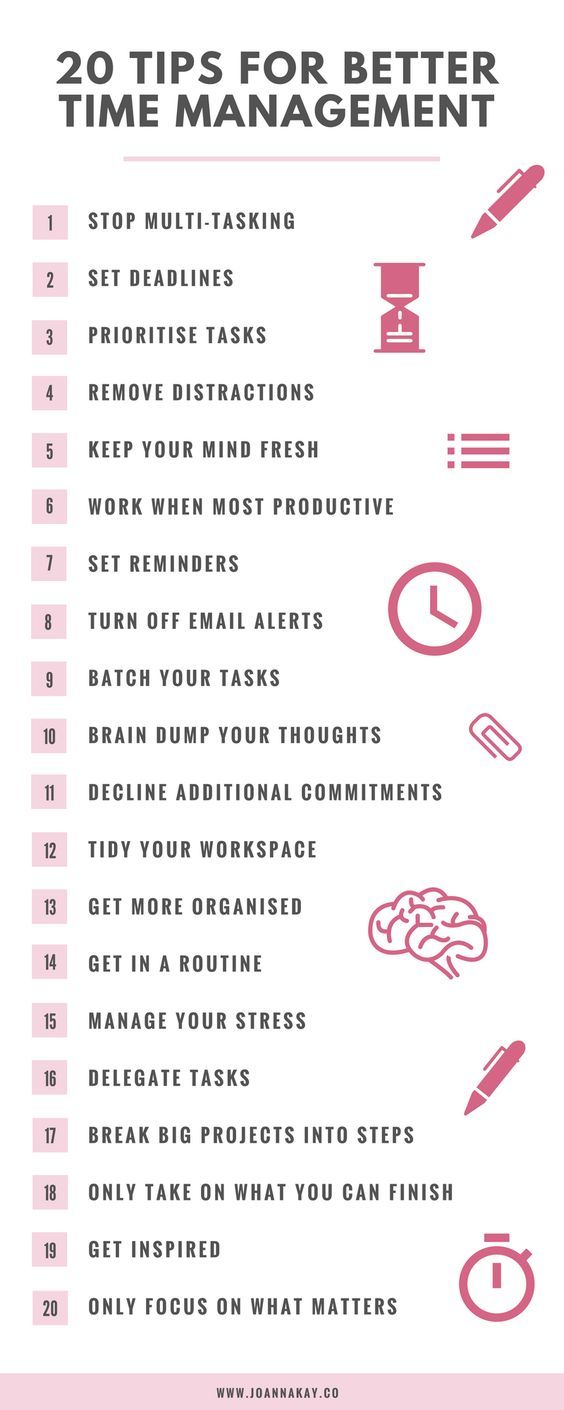 20 TIPS FOR BETTER
TIME MANAGEMENT
1 STOP MULTI-TASKING
2 SET DEADLINES
3 PRIORITISE TASKS
4 REMOVE DISTRACTIONS
5 KEEP YOUR MIND FRESH
6 WORK WHEN MOST PRODUCTIVE
7 SET REMINDERS
8 TURN OFF EMAIL ALERTS
9 BATCH YOUR TASKS
10 BRAIN DUMP YOUR THOUGHTS
11 DECLINE ADDITIONAL COMMITMENTS
12 TIDY YOUR WORKSPACE
13 GET MORE ORGANISED
14 GET IN A ROUTINE
15 MANAGE YOUR STRESS
16 DELEGATE TASKS
17 BREAK BIG PROJECTS INTO STEPS
18 ONLY TAKE ON WHAT YOU CAN FINISH
19 GET INSPIRED
20 ONLY FOCUS ON WHAT MATTERS
WWW.JOANNAKAY.CO